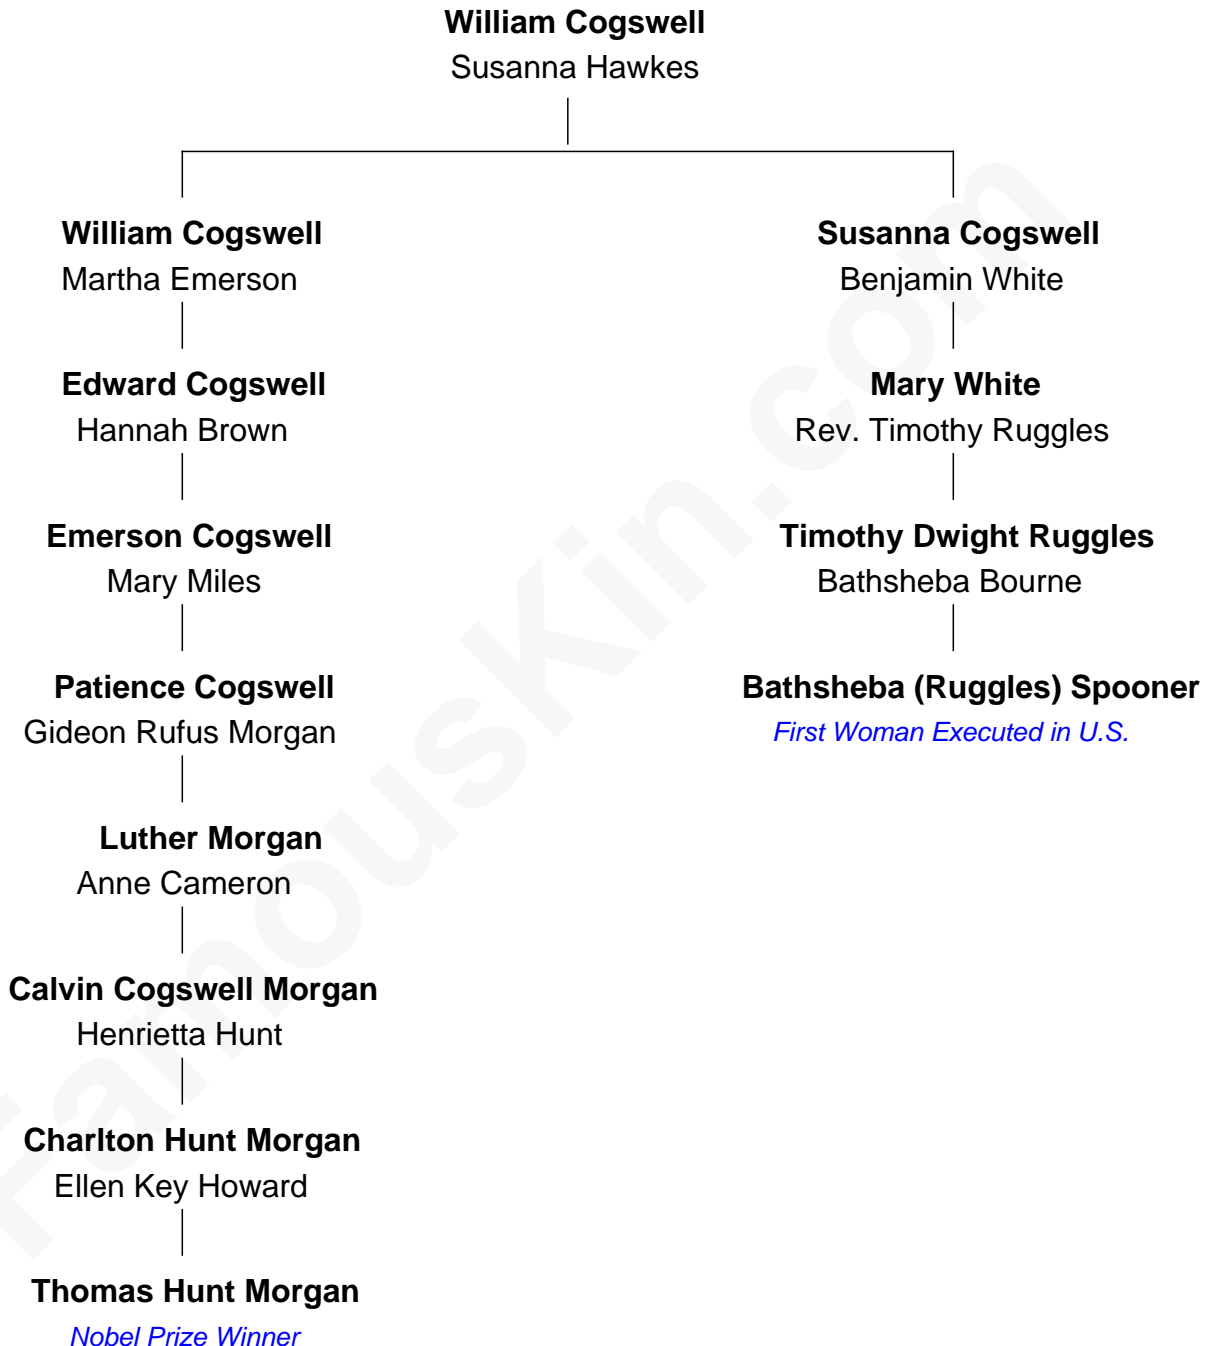 William Cogswell
Susanna Hawkes
William Cogswell
Martha Emerson
Edward Cogswell
Hannah Brown
Emerson Cogswell
Mary Miles
Patience Cogswell
Gideon Rufus Morgan
Luther Morgan
Anne Cameron
Calvin Cogswell Morgan
Henrietta Hunt
Charlton Hunt Morgan
Ellen Key Howard
Thomas Hunt Morgan
Nobel Prize Winner
Susanna Cogswell
Benjamin White
Mary White
Rev. Timothy Ruggles
Timothy Dwight Ruggles
Bathsheba Bourne
Bathsheba (Ruggles) Spooner
First Woman Executed in U.S.
FamousKin.com